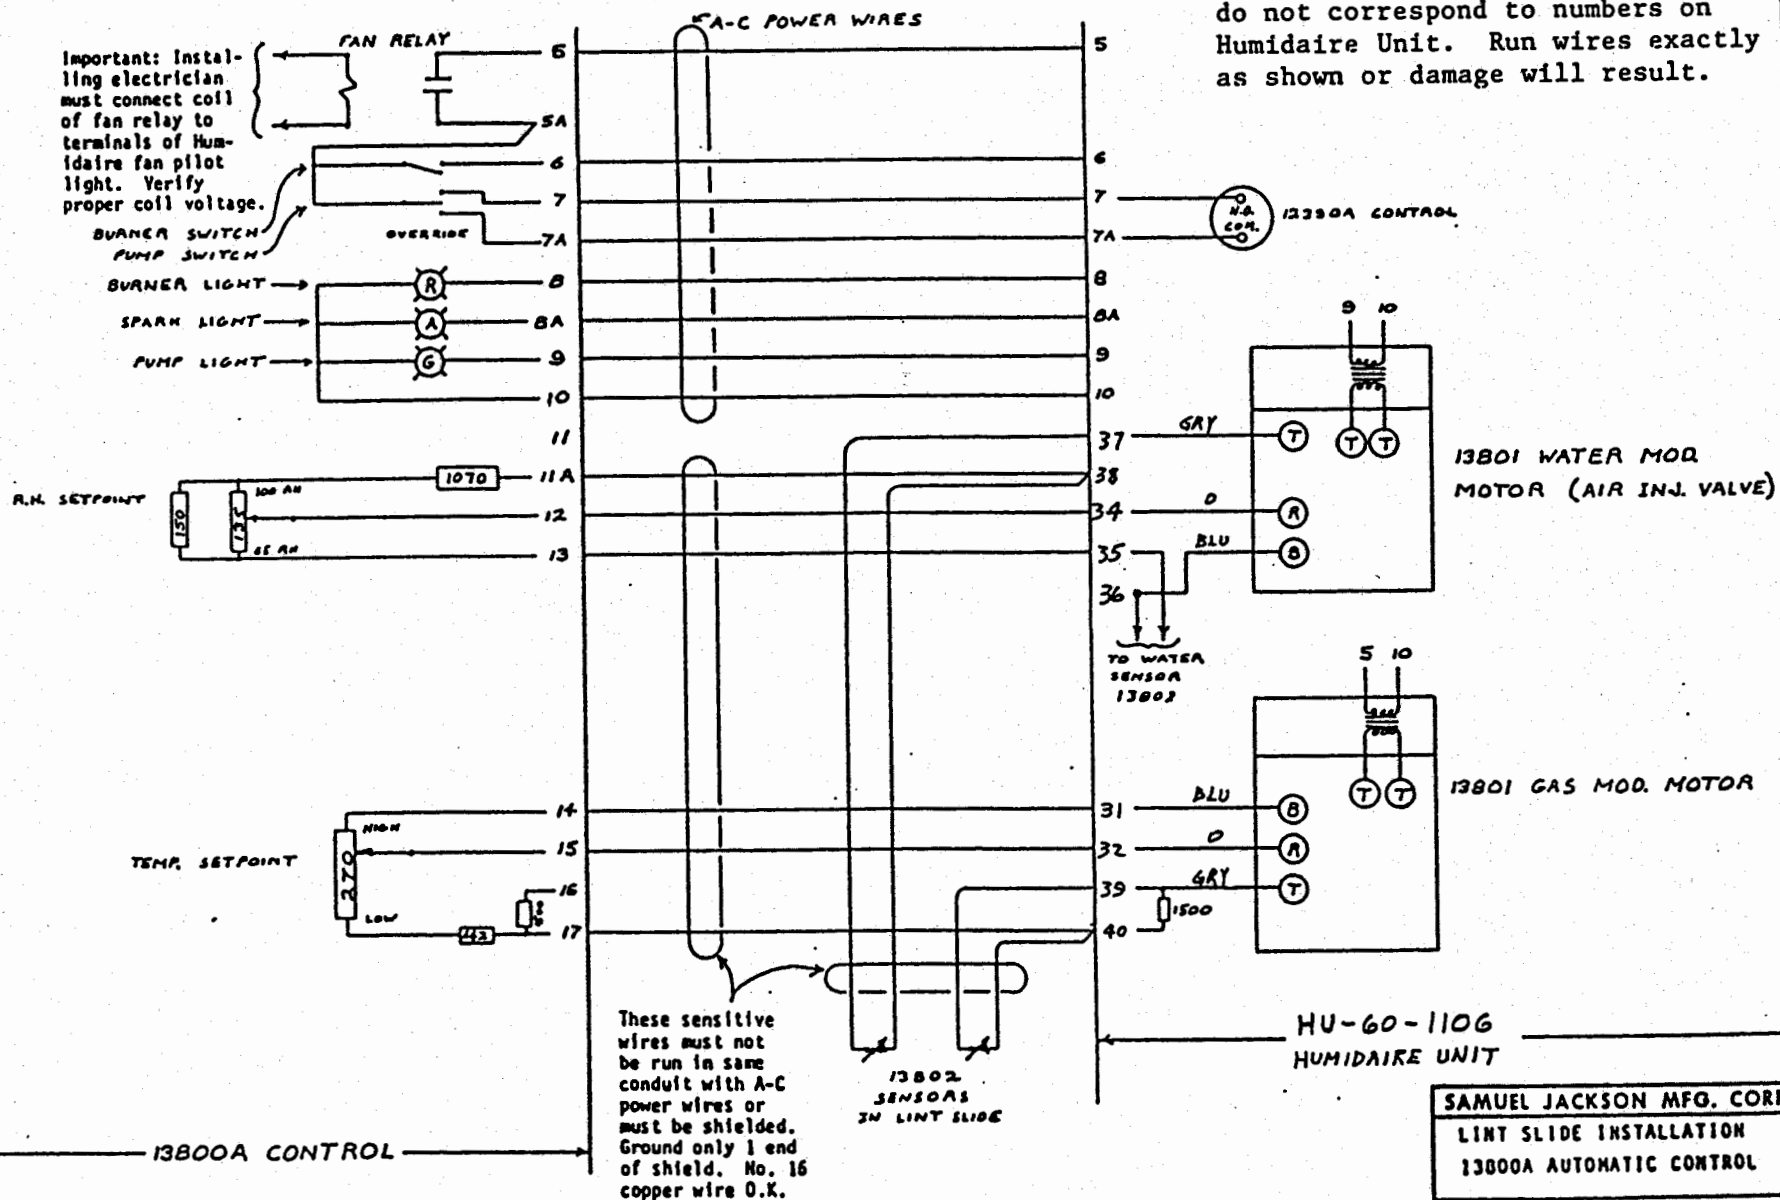 A-C POWER WIRES
do not correspond to numbers on
Humidaire Unit. Run wires exactly
as shown or damage will result.
Important: Instal-
ling electrician
must connect coil
of fan relay to
terminals of Hum-
idaire fan pilot
light. Verify
proper coil voltage.
FAN RELAY
5
5A
BURNER SWITCH
PUMP SWITCH
OVERRIDE
6
7
7A
BURNER LIGHT
R
8
SPARK LIGHT
A
8A
PUMP LIGHT
G
9
10
11
R.H. SETPOINT
150
135
100 RH
65 RH
1070
11A
12
13
TEMP. SETPOINT
270
HIGH
LOW
14
15
16
17
5
6
7
7A
8
8A
9
10
37
38
34
35
36
31
32
39
40
N.O.
COM.
12390A CONTROL
9 10
T T
GRY
T
O
R
BLU
B
13801 WATER MOD
MOTOR (AIR INJ. VALVE)
TO WATER
SENSOR
13802
5 10
T T
BLU
B
O
R
GRY
T
1500
13801 GAS MOD. MOTOR
These sensitive
wires must not
be run in same
conduit with A-C
power wires or
must be shielded.
Ground only 1 end
of shield. No. 16
copper wire O.K.
13802
SENSORS
IN LINT SLIDE
HU-60-110G
HUMIDAIRE UNIT
13800A CONTROL
SAMUEL JACKSON MFG. COR
LINT SLIDE INSTALLATION
13800A AUTOMATIC CONTROL